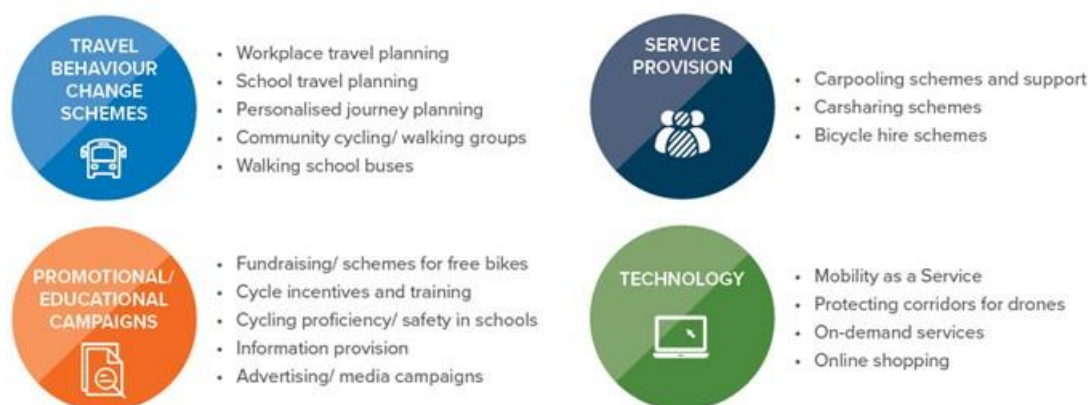 TRAVEL
BEHAVIOUR
CHANGE
SCHEMES
• Workplace travel planning
• School travel planning
• Personalised journey planning
• Community cycling/ walking groups
• Walking school buses
SERVICE
PROVISION
• Carpooling schemes and support
• Carsharing schemes
• Bicycle hire schemes
PROMOTIONAL/
EDUCATIONAL
CAMPAIGNS
• Fundraising/ schemes for free bikes
• Cycle incentives and training
• Cycling proficiency/ safety in schools
• Information provision
• Advertising/ media campaigns
TECHNOLOGY
• Mobility as a Service
• Protecting corridors for drones
• On-demand services
• Online shopping